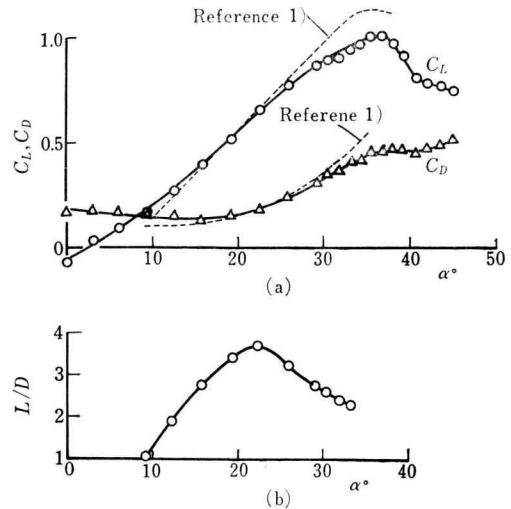 Reference 1)
1.0
C_L
Referene 1)
C_L, C_D
0.5
C_D
0
0 10 20 30 40 50
α°
(a)
4
3
L/D
2
1
0 10 20 30 40
α°
(b)